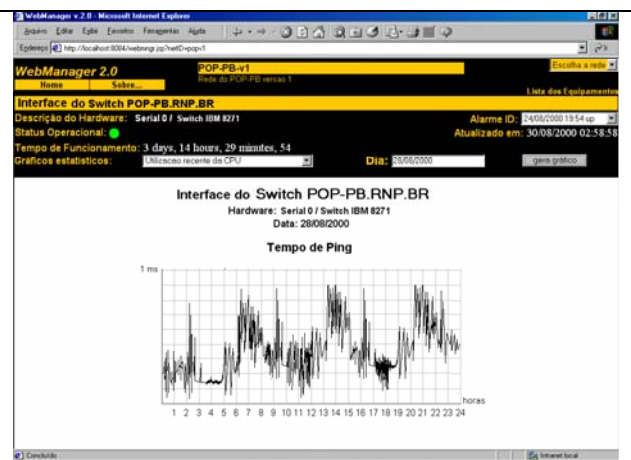 WebManager v.2.0 - Microsoft Internet Explorer
Arquivo Editar Exibir Favoritos Ferramentas Ajuda
Endereço http://localhost:8084/webmngr.jsp?netID=popv1
WebManager 2.0 POP-PB-v1 Escolha a rede
Rede do POP-PB versao 1
Home Sobre... Lista dos Equipamentos
Interface do Switch POP-PB.RNP.BR
Descrição do Hardware: Serial 0 / Switch IBM 8271 Alarme ID: 24/08/2000 19:54 up
Status Operacional: Atualizado em: 30/08/2000 02:58:58
Tempo de Funcionamento: 3 days, 14 hours, 29 minutes, 54
Gráficos estatísticos: Utilizacao recente da CPU Dia: 28/08/2000 gera gráfico
Interface do Switch POP-PB.RNP.BR
Hardware: Serial 0 / Switch IBM 8271
Data: 28/08/2000
Tempo de Ping
1 ms
horas
1 2 3 4 5 6 7 8 9 10 11 12 13 14 15 16 17 18 19 20 21 22 23 24
Concluído Intranet local